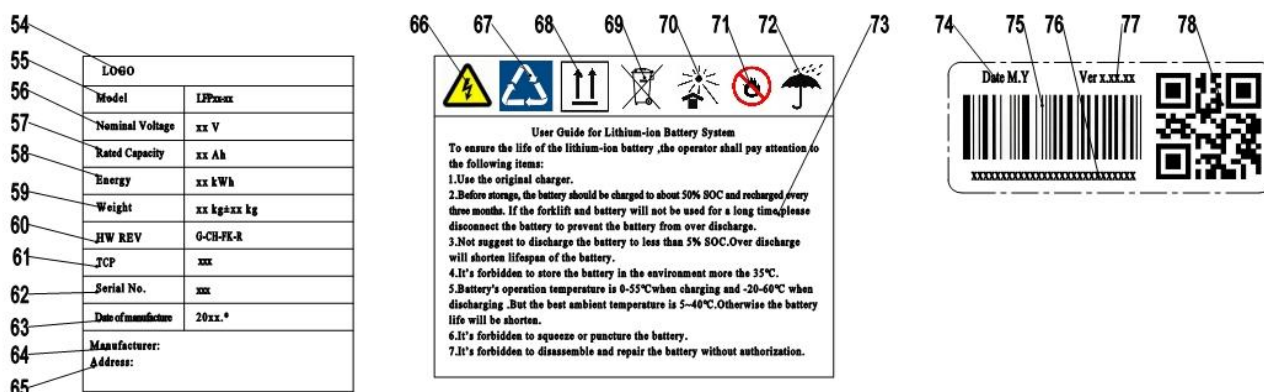 54
55
56
57
58
59
60
61
62
63
64
65
LOGO
Model LFPxx-xx
Nominal Voltage xx V
Rated Capacity xx Ah
Energy xx kWh
Weight xx kg±xx kg
HW REV G-CH-FK-R
TCP xxx
Serial No. xxx
Date of manufacture 20xx.*
Manufacturer:
Address:
66 67 68 69 70 71 72 73
User Guide for Lithium-ion Battery System
To ensure the life of the lithium-ion battery ,the operator shall pay attention to
the following items:
1.Use the original charger.
2.Before storage, the battery should be charged to about 50% SOC and recharged every
three months. If the forklift and battery will not be used for a long time,please
disconnect the battery to prevent the battery from over discharge.
3.Not suggest to discharge the battery to less than 5% SOC.Over discharge
will shorten lifespan of the battery.
4.It's forbidden to store the battery in the environment more the 35℃.
5.Battery's operation temperature is 0-55℃when charging and -20-60℃ when
discharging .But the best ambient temperature is 5~40℃.Otherwise the battery
life will be shorten.
6.It's forbidden to squeeze or puncture the battery.
7.It's forbidden to disassemble and repair the battery without authorization.
74 75 76 77 78
Date M.Y Ver x.xx.xx
xxxxxxxxxxxxxxxxxxxxxxxxxxxx